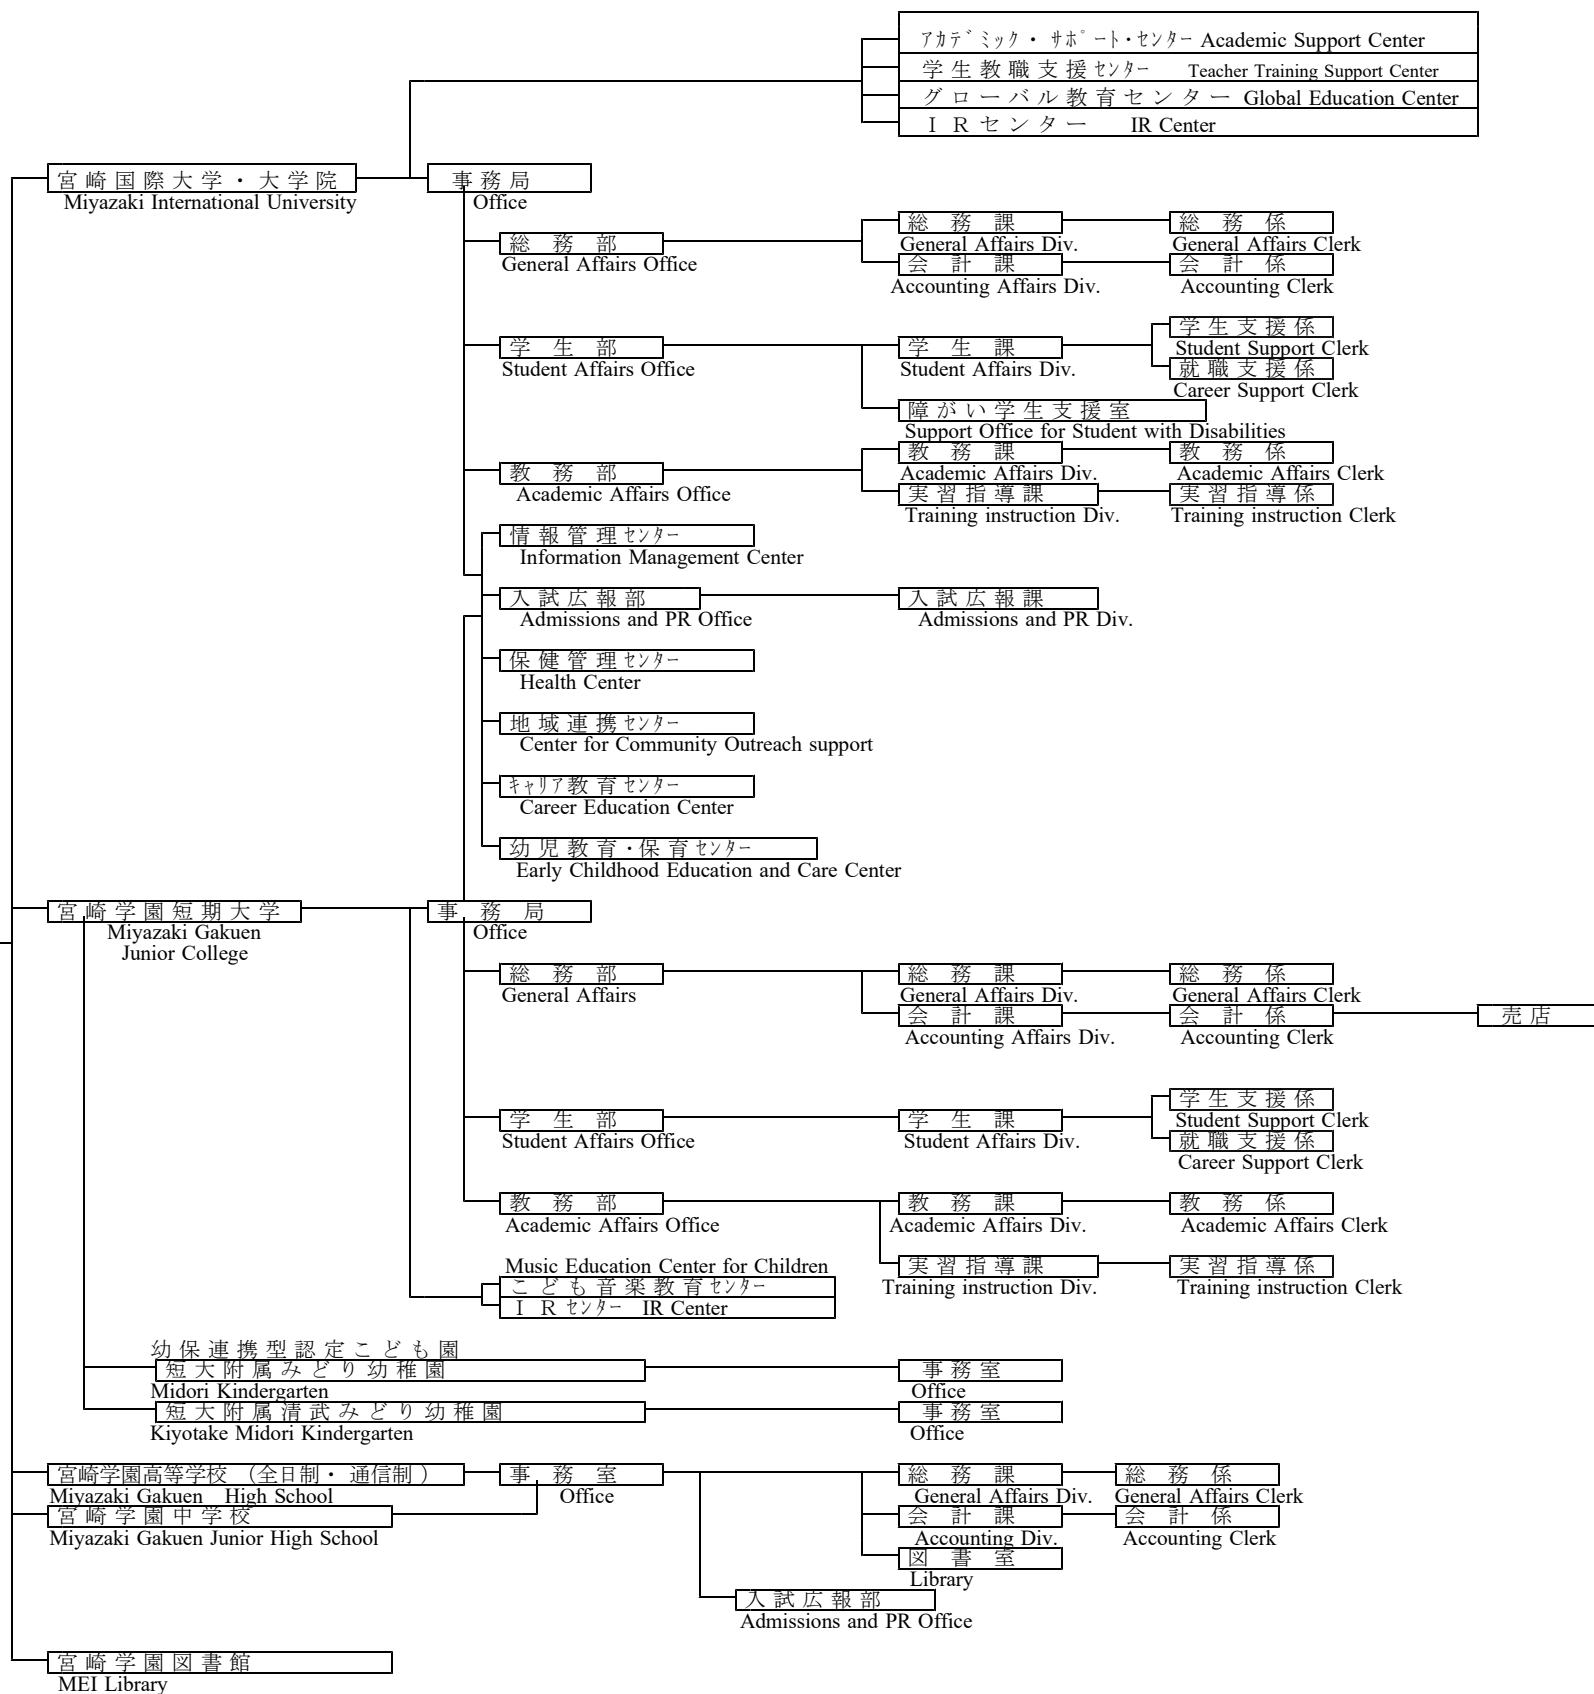 アカデミック・サポート・センター Academic Support Center
学生教職支援センター Teacher Training Support Center
グローバル教育センター Global Education Center
ＩＲセンター IR Center
宮崎国際大学・大学院
Miyazaki International University
事務局
Office
総務部
General Affairs Office
総務課
General Affairs Div.
総務係
General Affairs Clerk
会計課
Accounting Affairs Div.
会計係
Accounting Clerk
学生部
Student Affairs Office
学生課
Student Affairs Div.
学生支援係
Student Support Clerk
就職支援係
Career Support Clerk
障がい学生支援室
Support Office for Student with Disabilities
教務部
Academic Affairs Office
教務課
Academic Affairs Div.
教務係
Academic Affairs Clerk
実習指導課
Training instruction Div.
実習指導係
Training instruction Clerk
情報管理センター
Information Management Center
入試広報部
Admissions and PR Office
入試広報課
Admissions and PR Div.
保健管理センター
Health Center
地域連携センター
Center for Community Outreach support
キャリア教育センター
Career Education Center
幼児教育・保育センター
Early Childhood Education and Care Center
宮崎学園短期大学
Miyazaki Gakuen
Junior College
事務局
Office
総務部
General Affairs
総務課
General Affairs Div.
総務係
General Affairs Clerk
会計課
Accounting Affairs Div.
会計係
Accounting Clerk
売店
学生部
Student Affairs Office
学生課
Student Affairs Div.
学生支援係
Student Support Clerk
就職支援係
Career Support Clerk
教務部
Academic Affairs Office
教務課
Academic Affairs Div.
教務係
Academic Affairs Clerk
実習指導課
Training instruction Div.
実習指導係
Training instruction Clerk
Music Education Center for Children
こども音楽教育センター
ＩＲセンター IR Center
幼保連携型認定こども園
短大附属みどり幼稚園
Midori Kindergarten
事務室
Office
短大附属清武みどり幼稚園
Kiyotake Midori Kindergarten
事務室
Office
宮崎学園高等学校（全日制・通信制）
Miyazaki Gakuen High School
事務室
Office
総務課
General Affairs Div.
総務係
General Affairs Clerk
宮崎学園中学校
Miyazaki Gakuen Junior High School
会計課
Accounting Div.
会計係
Accounting Clerk
図書室
Library
入試広報部
Admissions and PR Office
宮崎学園図書館
MEI Library